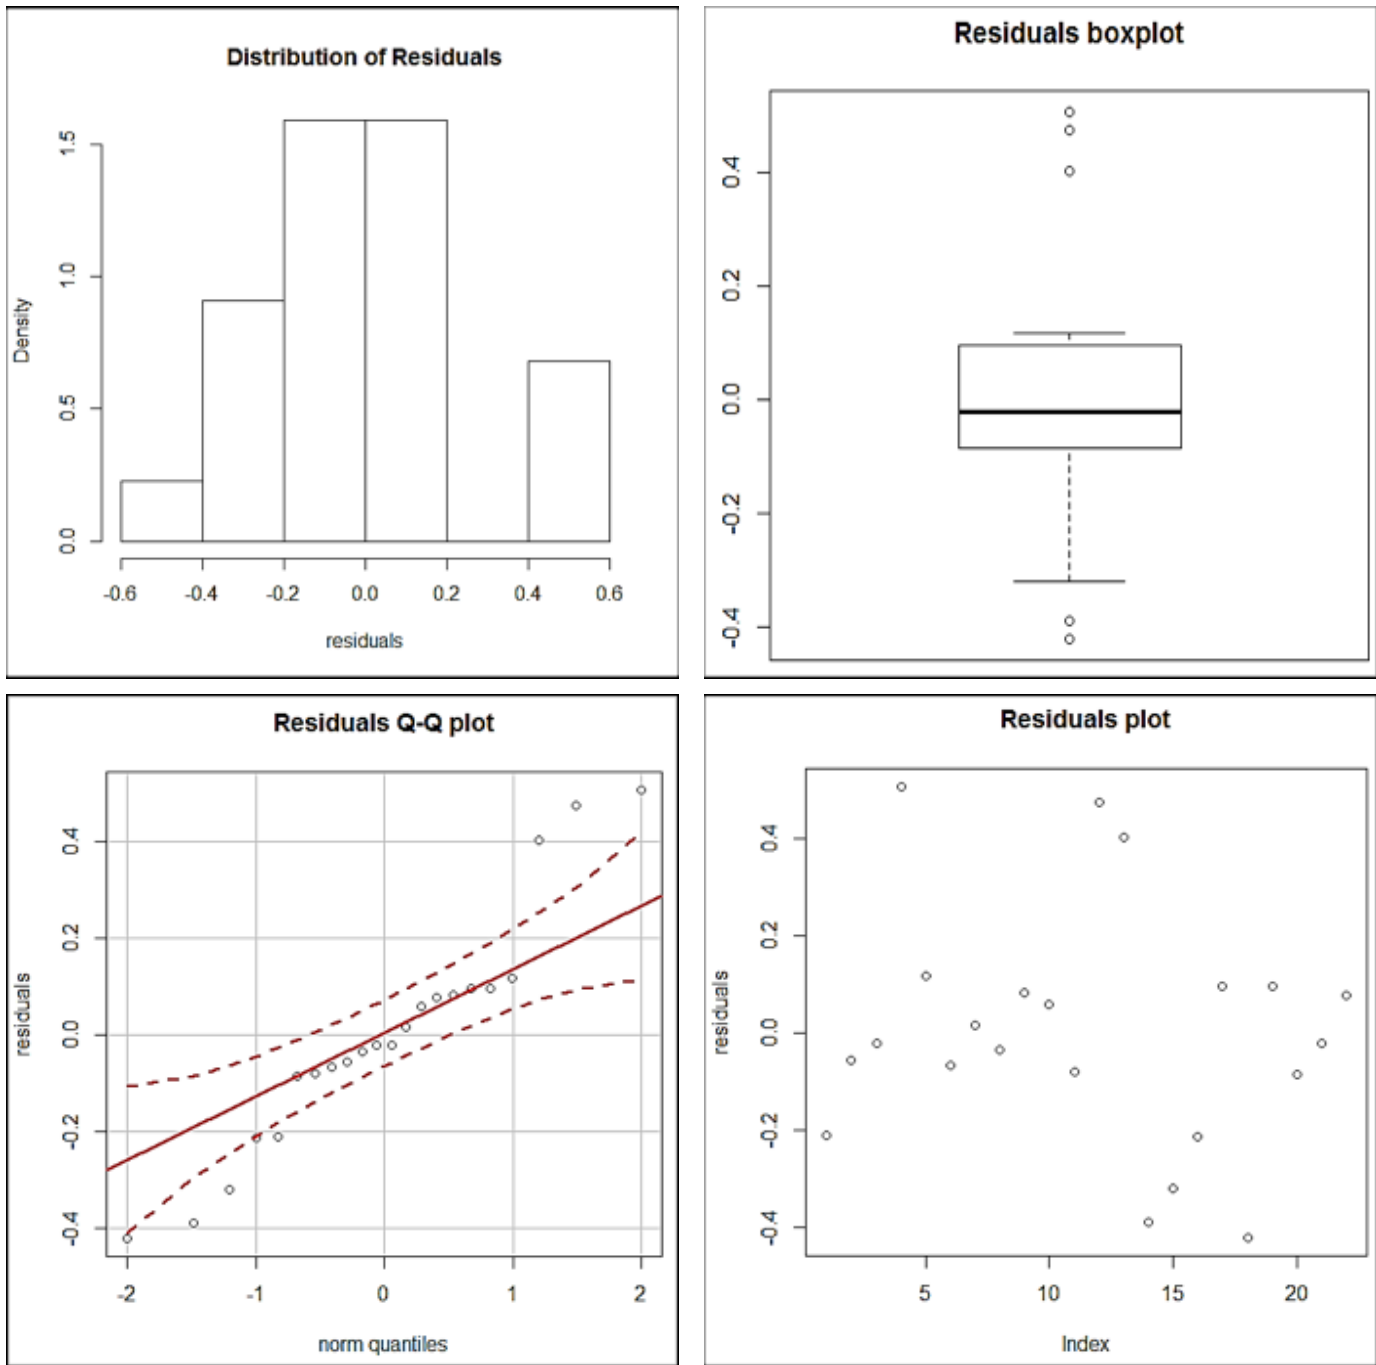 Distribution of Residuals
Density
0.0 0.5 1.0 1.5
-0.6 -0.4 -0.2 0.0 0.2 0.4 0.6
residuals
Residuals boxplot
-0.4 -0.2 0.0 0.2 0.4
Residuals Q-Q plot
residuals
-0.4 -0.2 0.0 0.2 0.4
-2 -1 0 1 2
norm quantiles
Residuals plot
residuals
-0.4 -0.2 0.0 0.2 0.4
5 10 15 20
Index